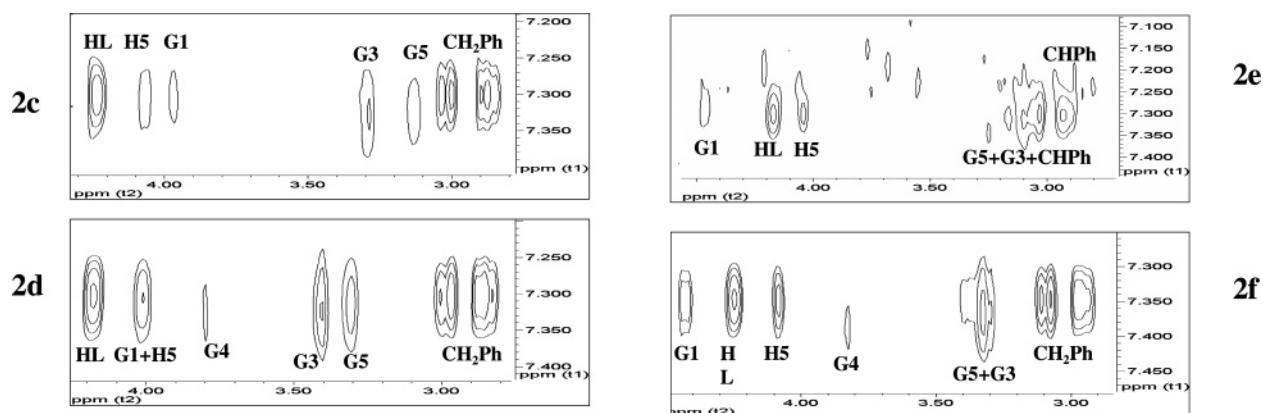 2c
HL H5 G1 G3 G5 CH₂Ph
7.200
7.250
7.300
7.350
ppm (t1)
4.00 3.50 3.00
ppm (t2)
2d
7.250
7.300
7.350
7.400
HL G1+H5 G4 G3 G5 CH₂Ph
4.00 3.50 3.00
ppm (t1)
ppm (t2)
2e
CHPh
7.100
7.150
7.200
7.250
7.300
7.350
7.400
G1 HL H5 G5+G3+CHPh
ppm (t1)
4.00 3.50 3.00
ppm (t2)
2f
7.300
7.350
7.400
7.450
G1 H L H5 G4 G5+G3 CH₂Ph
ppm (t1)
4.00 3.50 3.00
ppm (t2)